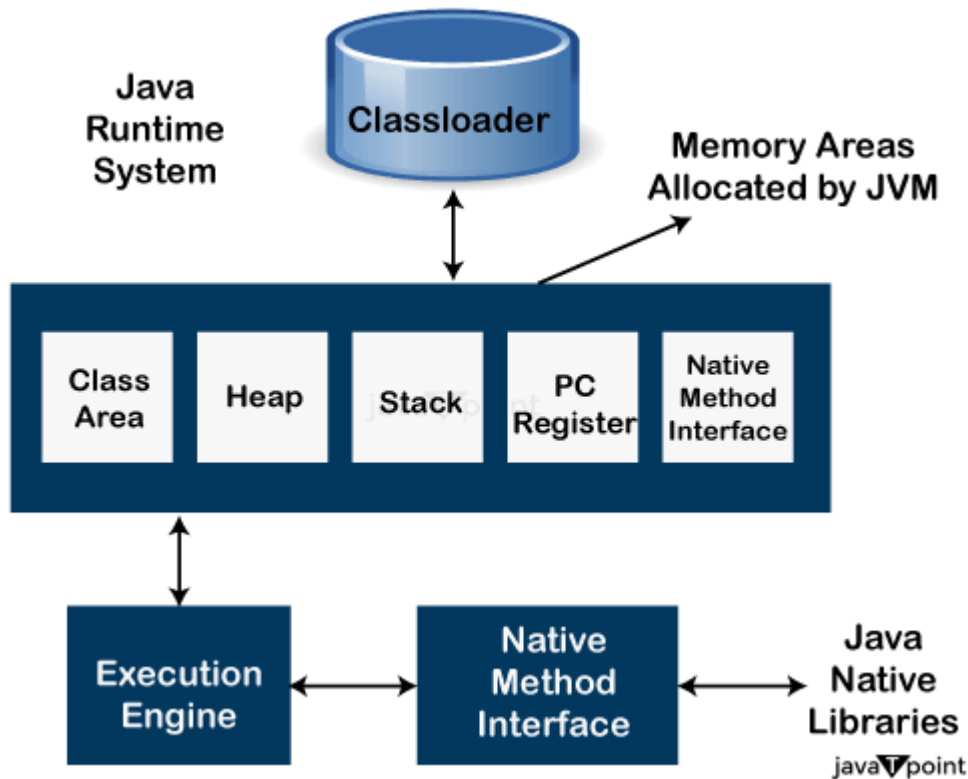 Java
Runtime
System
Classloader
Memory Areas
Allocated by JVM
Class
Area
Heap
Stack
PC
Register
Native
Method
Interface
javaTpoint
Execution
Engine
Native
Method
Interface
Java
Native
Libraries
javaTpoint